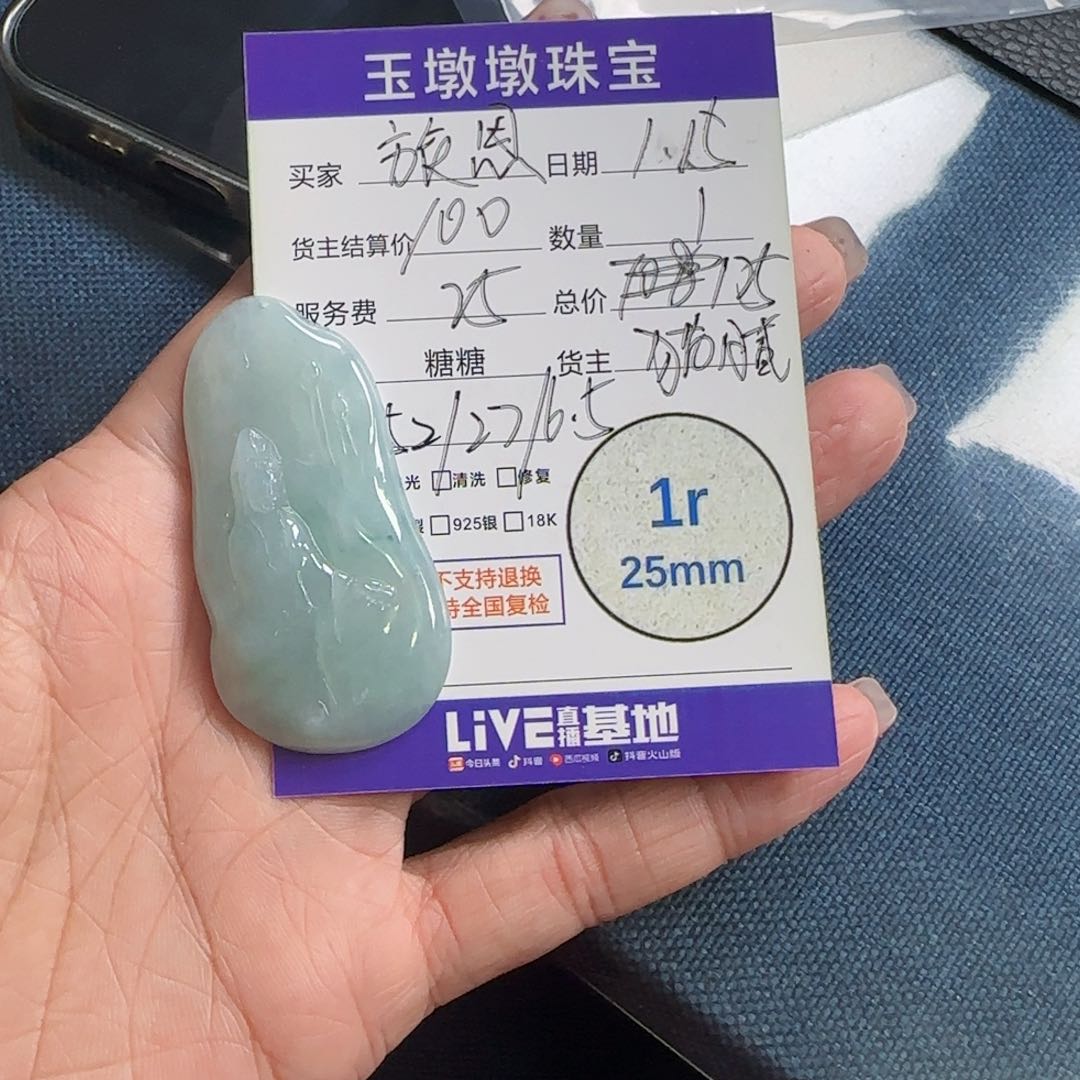 玉墩墩珠宝
买家 旋恩 日期 1.15
货主结算价 100 数量 1
服务费 25 总价 125
糖糖 货主
52/27/6.5
光 □清洗 □修复
□925银 □18K
1r
25mm
不支持退换
持全国复检
LiVE直播基地
今日头条 抖音 西瓜视频 抖音火山版